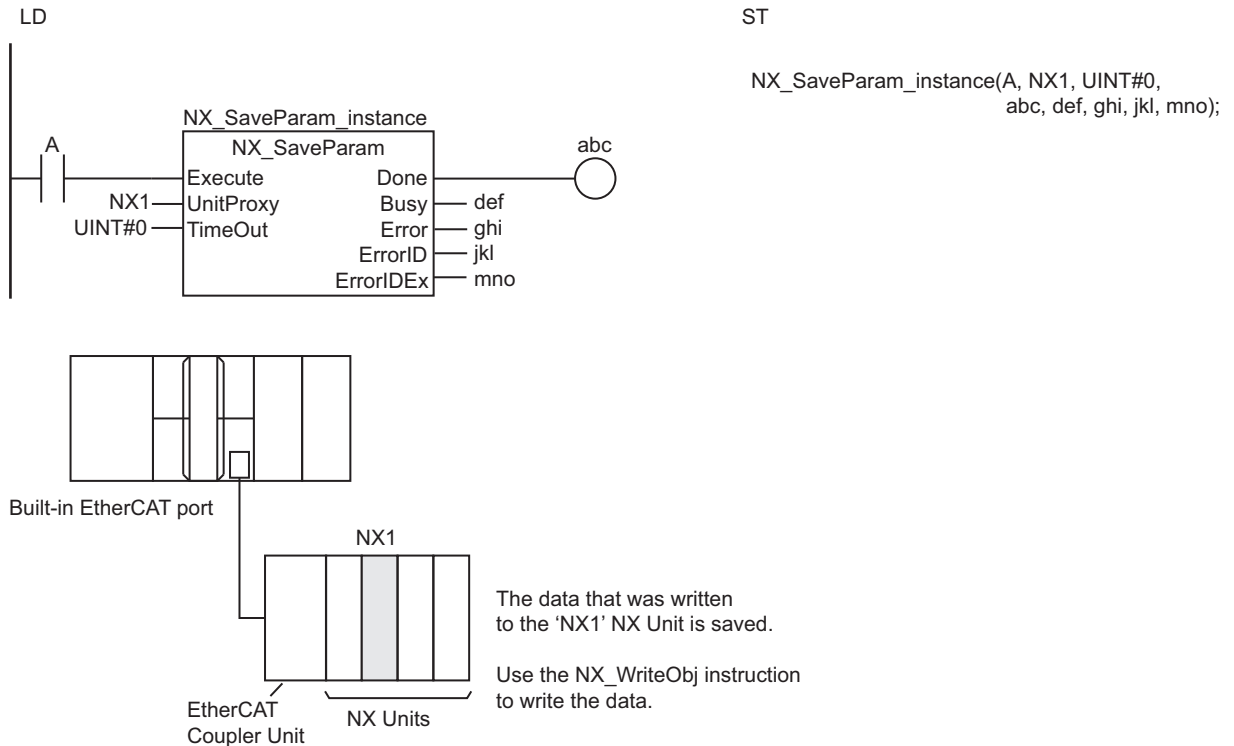 LD
ST
NX_SaveParam_instance(A, NX1, UINT#0,
abc, def, ghi, jkl, mno);
NX_SaveParam_instance
A
NX_SaveParam
abc
Execute
Done
NX1
UnitProxy
Busy
def
UINT#0
TimeOut
Error
ghi
ErrorID
jkl
ErrorIDEx
mno
Built-in EtherCAT port
NX1
The data that was written
to the ‘NX1’ NX Unit is saved.
Use the NX_WriteObj instruction
to write the data.
EtherCAT
Coupler Unit
NX Units